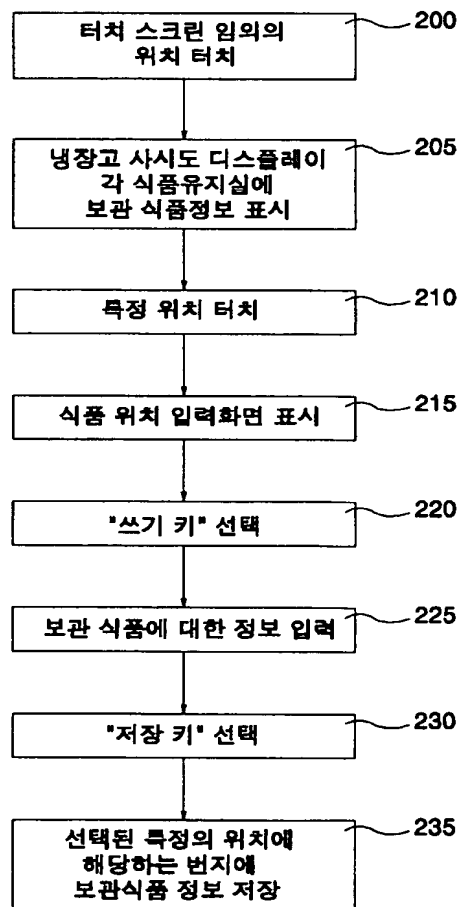 터치 스크린 임의의
위치 터치
200
냉장고 사시도 디스플레이
각 식품유지실에
보관 식품정보 표시
205
특정 위치 터치
210
식품 위치 입력화면 표시
215
"쓰기 키" 선택
220
보관 식품에 대한 정보 입력
225
"저장 키" 선택
230
선택된 특정의 위치에
해당하는 번지에
보관식품 정보 저장
235